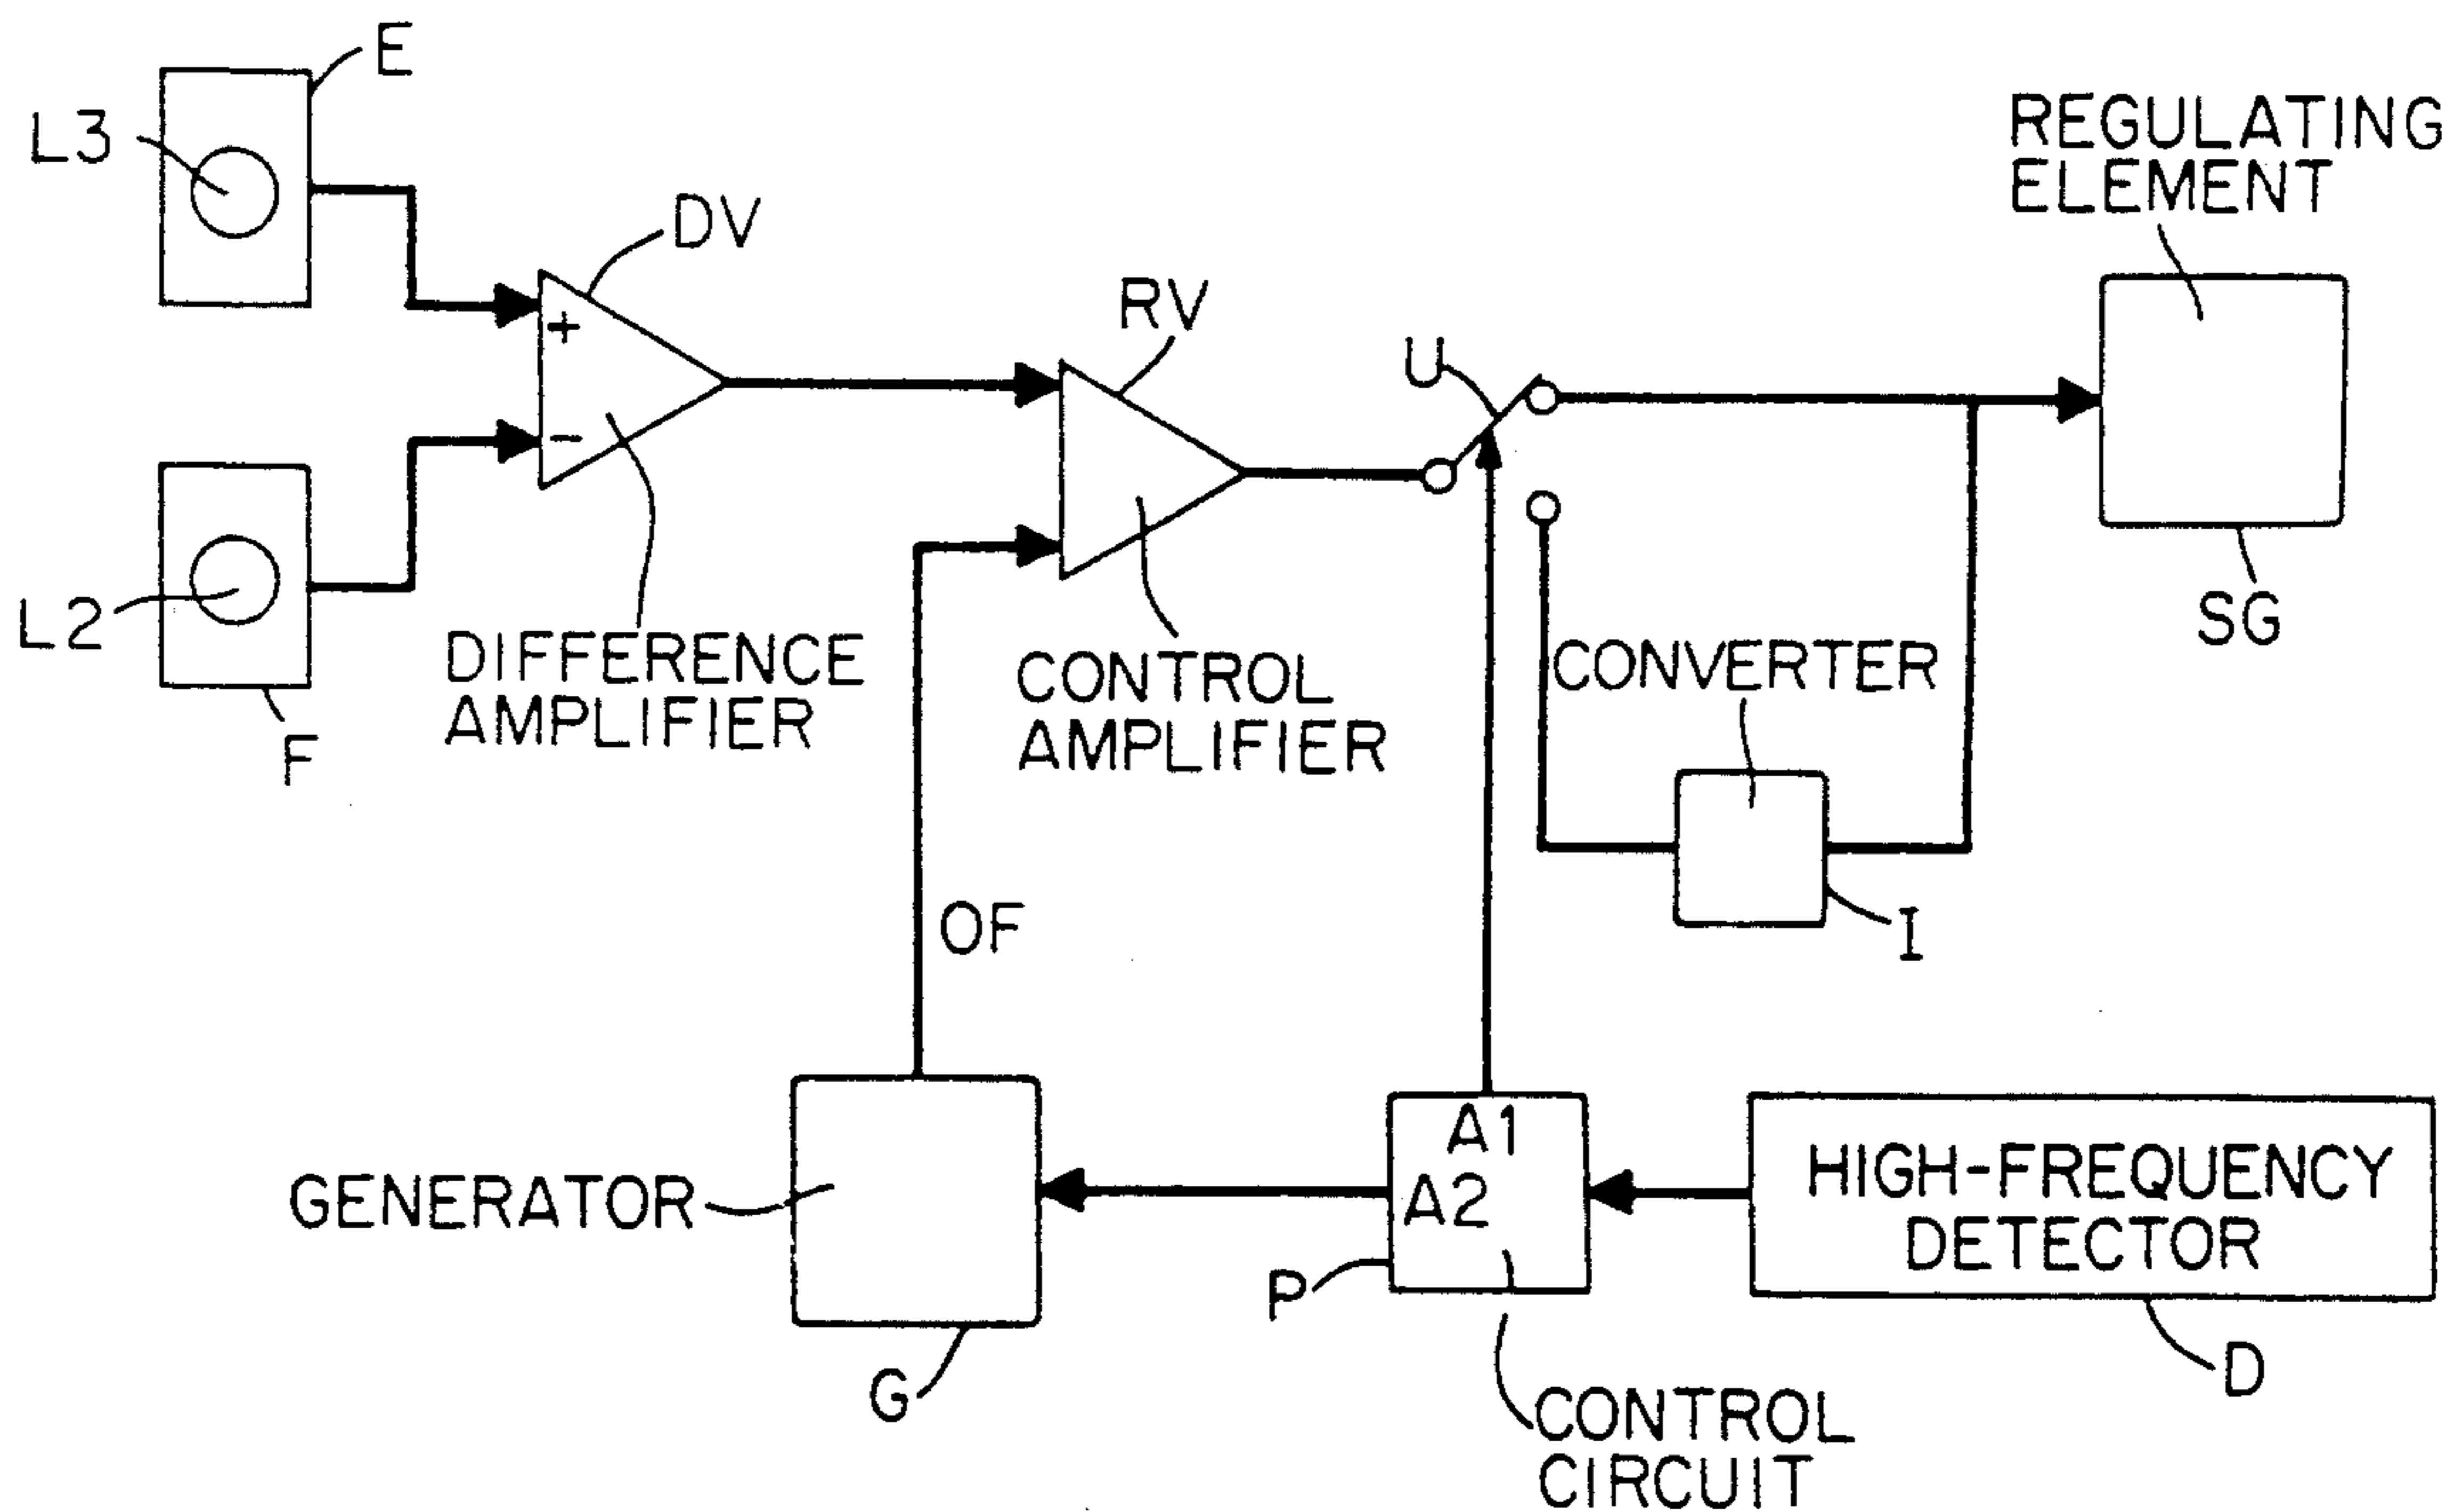 E
L3
REGULATING
ELEMENT
DV
+
RV
U
-
L2
SG
DIFFERENCE
AMPLIFIER
CONTROL
AMPLIFIER
CONVERTER
F
OF
I
A1
GENERATOR
A2
HIGH-FREQUENCY
DETECTOR
P
G
D
CONTROL
CIRCUIT